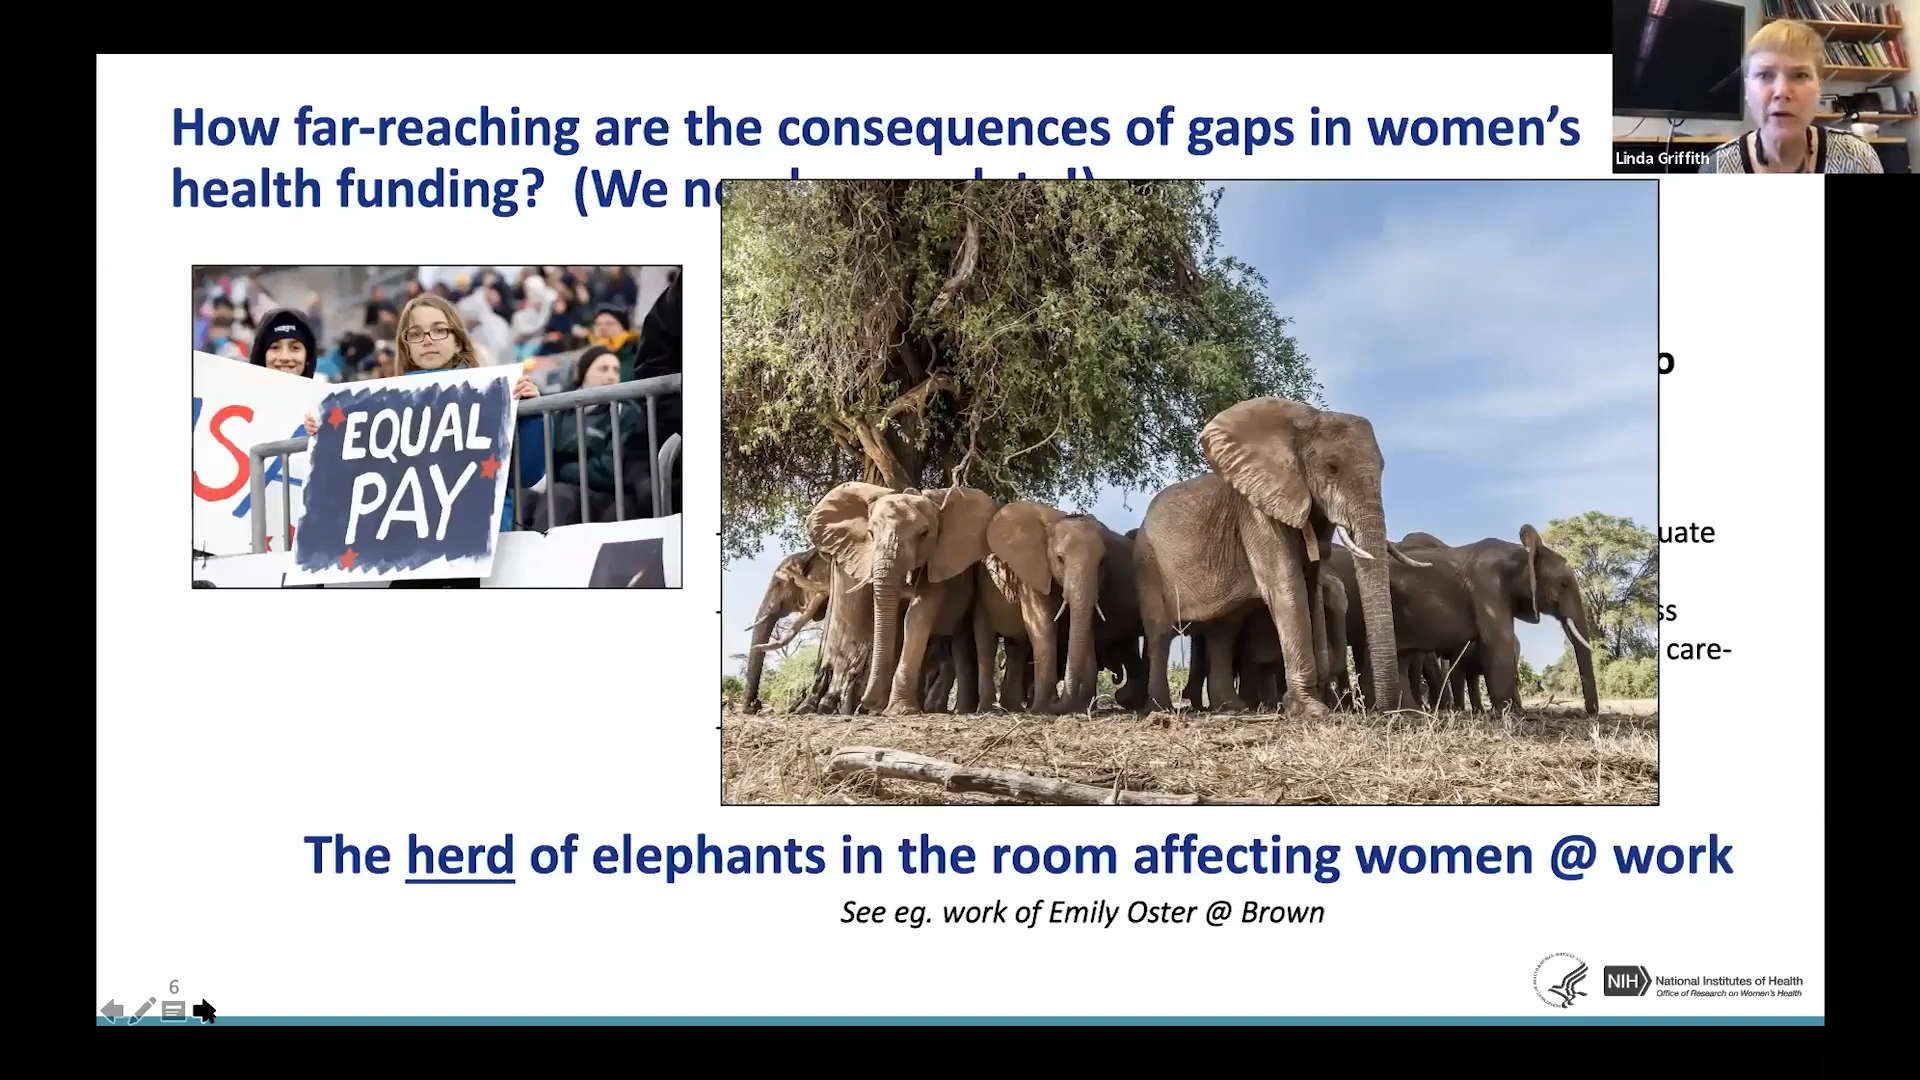 Linda Griffith
How far-reaching are the consequences of gaps in women's
health funding? (We
EQUAL
PAY
SA
uate
ss
care-
The herd of elephants in the room affecting women @ work
See eg. work of Emily Oster @ Brown
6
NIH National Institutes of Health
Office of Research on Women's Health